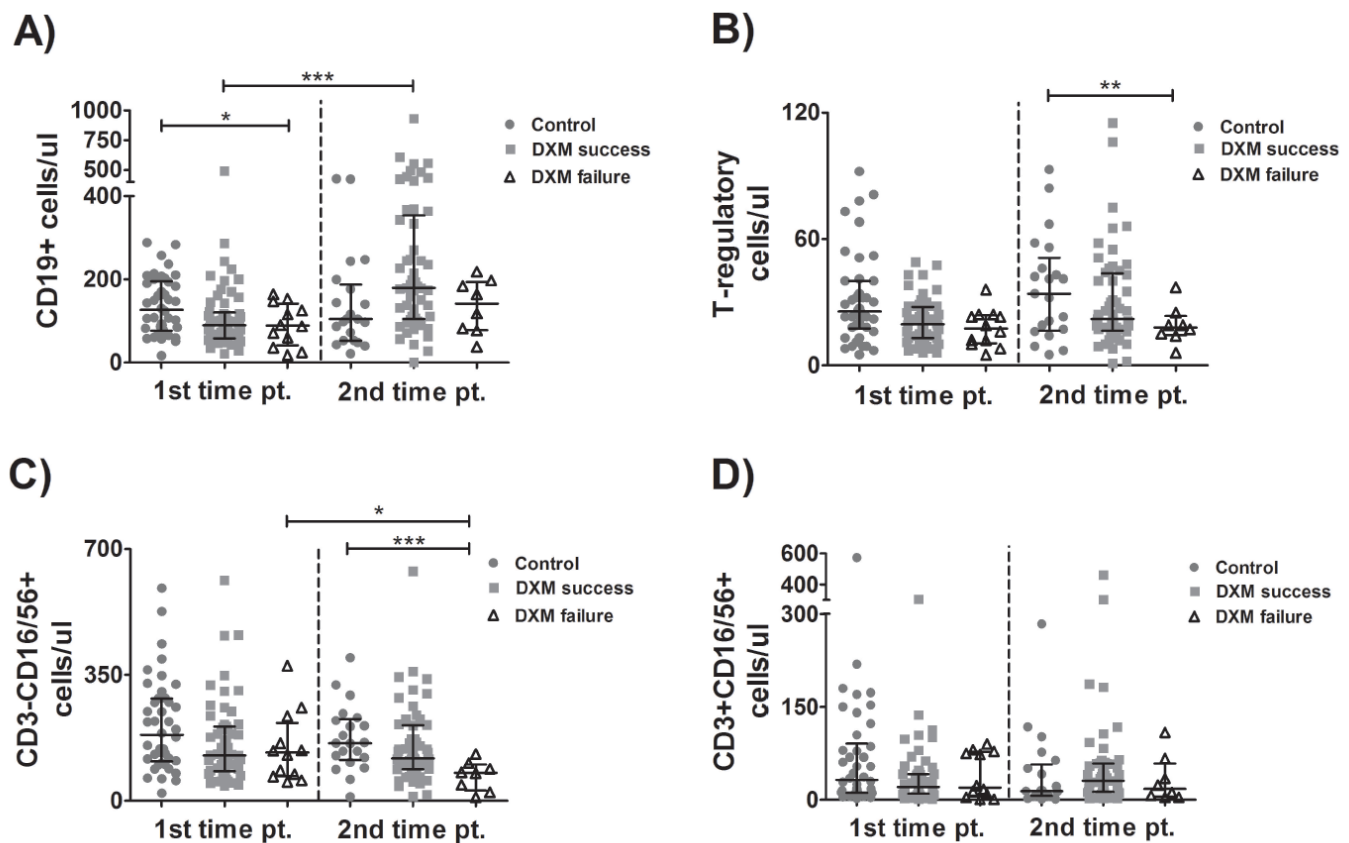 A)
CD19+ cells/ul
1000
750
500
400
200
0
***
*
Control
DXM success
DXM failure
1st time pt.
2nd time pt.
B)
T-regulatory
cells/ul
120
60
0
**
Control
DXM success
DXM failure
1st time pt.
2nd time pt.
C)
CD3-CD16/56+
cells/ul
700
350
0
*
***
Control
DXM success
DXM failure
1st time pt.
2nd time pt.
D)
CD3+CD16/56+
cells/ul
600
400
300
150
0
Control
DXM success
DXM failure
1st time pt.
2nd time pt.